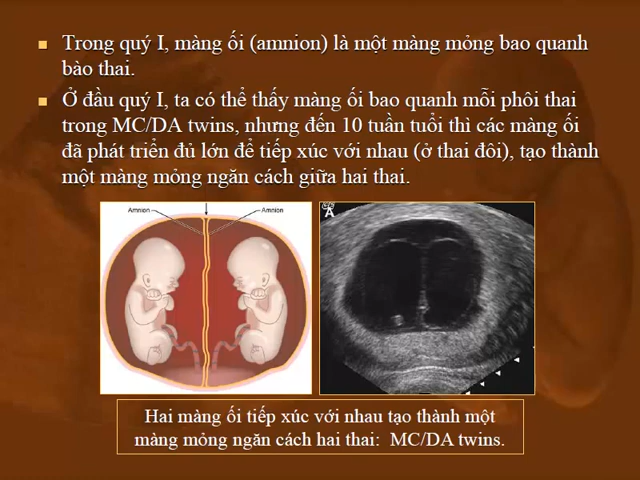 Trong quý I, màng ối (amnion) là một màng mỏng bao quanh
bào thai.
Ở đầu quý I, ta có thể thấy màng ối bao quanh mỗi phôi thai
trong MC/DA twins, nhưng đến 10 tuần tuổi thì các màng ối
đã phát triển đủ lớn để tiếp xúc với nhau (ở thai đôi), tạo thành
một màng mỏng ngăn cách giữa hai thai.
Amnion Amnion
A
Hai màng ối tiếp xúc với nhau tạo thành một
màng mỏng ngăn cách hai thai: MC/DA twins.